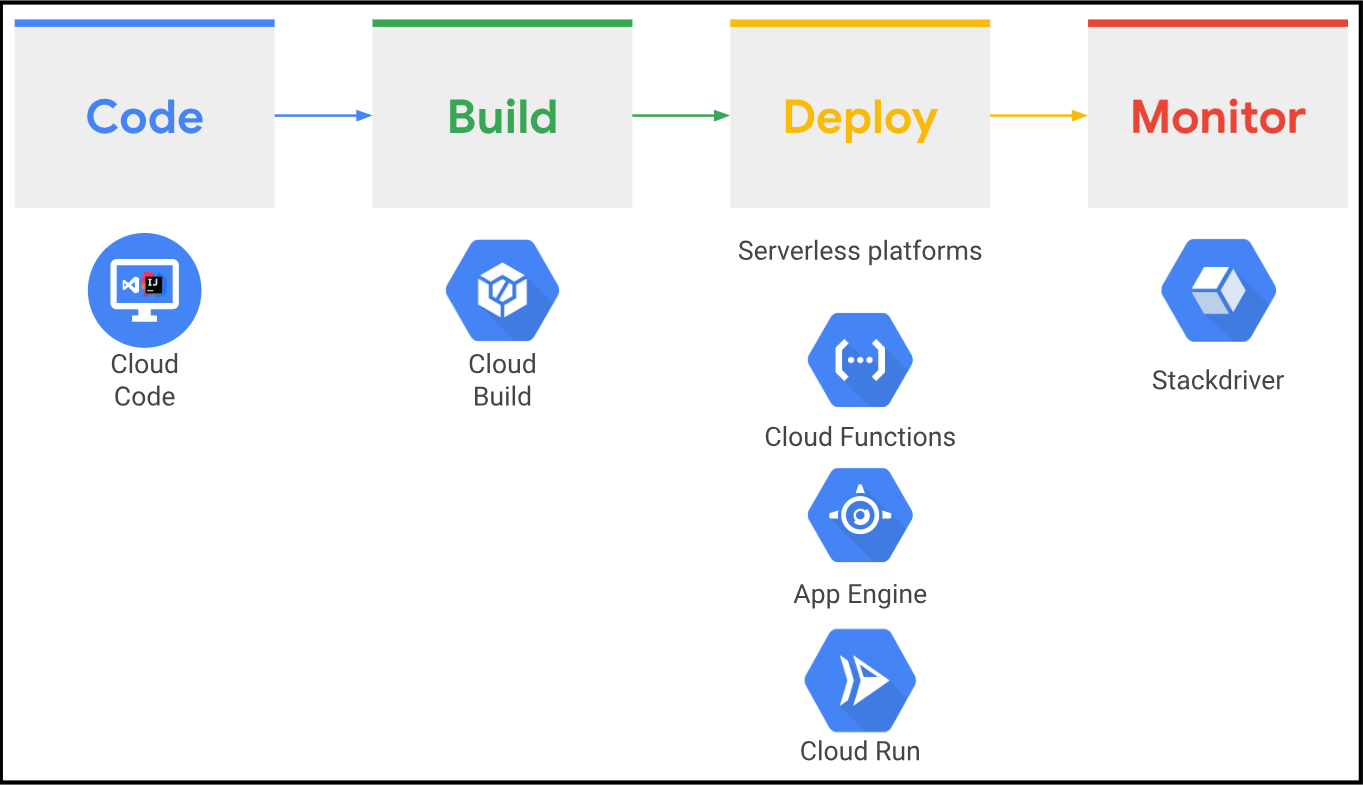 Code
Build
Deploy
Monitor
IJ
Cloud
Code
Cloud
Build
Serverless platforms
Cloud Functions
App Engine
Cloud Run
Stackdriver